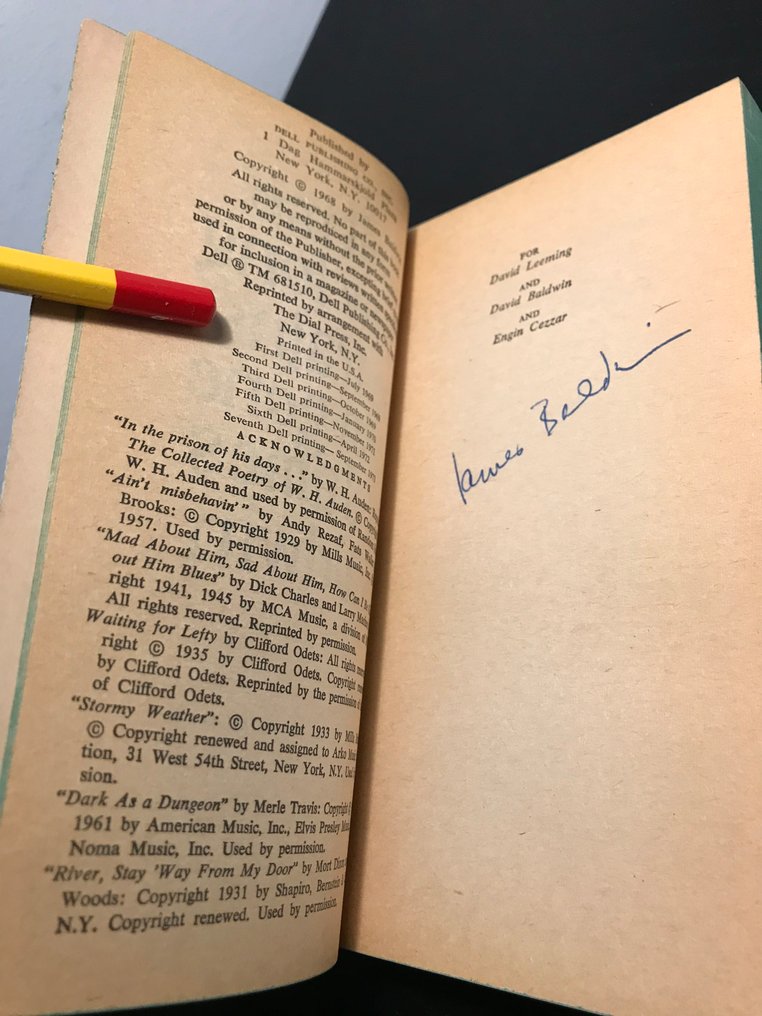 Published by
DELL PUBLISHING CO., INC.
1 Dag Hammarskjold Plaza
New York, N.Y. 10017
Copyright © 1968 by James Baldwin
All rights reserved. No part of this book
may be reproduced in any form
or by any means without the prior written
permission of the Publisher, excepting brief
used in connection with reviews written
for inclusion in a magazine or newspaper.
Dell ® TM 681510, Dell Publishing Co.,
Reprinted by arrangement with
The Dial Press, Inc.
New York, N.Y.
Printed in the U.S.A.
First Dell printing—July 1969
Second Dell printing—September 1969
Third Dell printing—October 1969
Fourth Dell printing—January 1970
Fifth Dell printing—November
Sixth Dell printing—April 1972
Seventh Dell printing—September
ACKNOWLEDGMENTS
"In the prison of his days . . ." by W. H. Auden:
The Collected Poetry of W. H. Auden. ©
W. H. Auden and used by permission of
"Ain't misbehavin'" by Andy Rezaf, Fats
Brooks: © Copyright 1929 by Mills Music, Inc.
1957. Used by permission.
"Mad About Him, Sad About Him, How Can I
out Him Blues" by Dick Charles and Larry
right 1941, 1945 by MCA Music, a division of
All rights reserved. Reprinted by permission.
Waiting for Lefty by Clifford Odets: All rights
right © 1935 by Clifford Odets. Copyright
by Clifford Odets. Reprinted by the permission
of Clifford Odets.
"Stormy Weather": © Copyright 1933 by Mills
© Copyright renewed and assigned to Arko
tion, 31 West 54th Street, New York, N.Y.
sion.
"Dark As a Dungeon" by Merle Travis: Copyright
1961 by American Music, Inc., Elvis Presley
Noma Music, Inc. Used by permission.
"River, Stay 'Way From My Door" by Mort
Woods: Copyright 1931 by Shapiro, Bernstein
N.Y. Copyright renewed. Used by permission.
FOR
David Leeming
AND
David Baldwin
AND
Engin Cezzar
James Baldwin